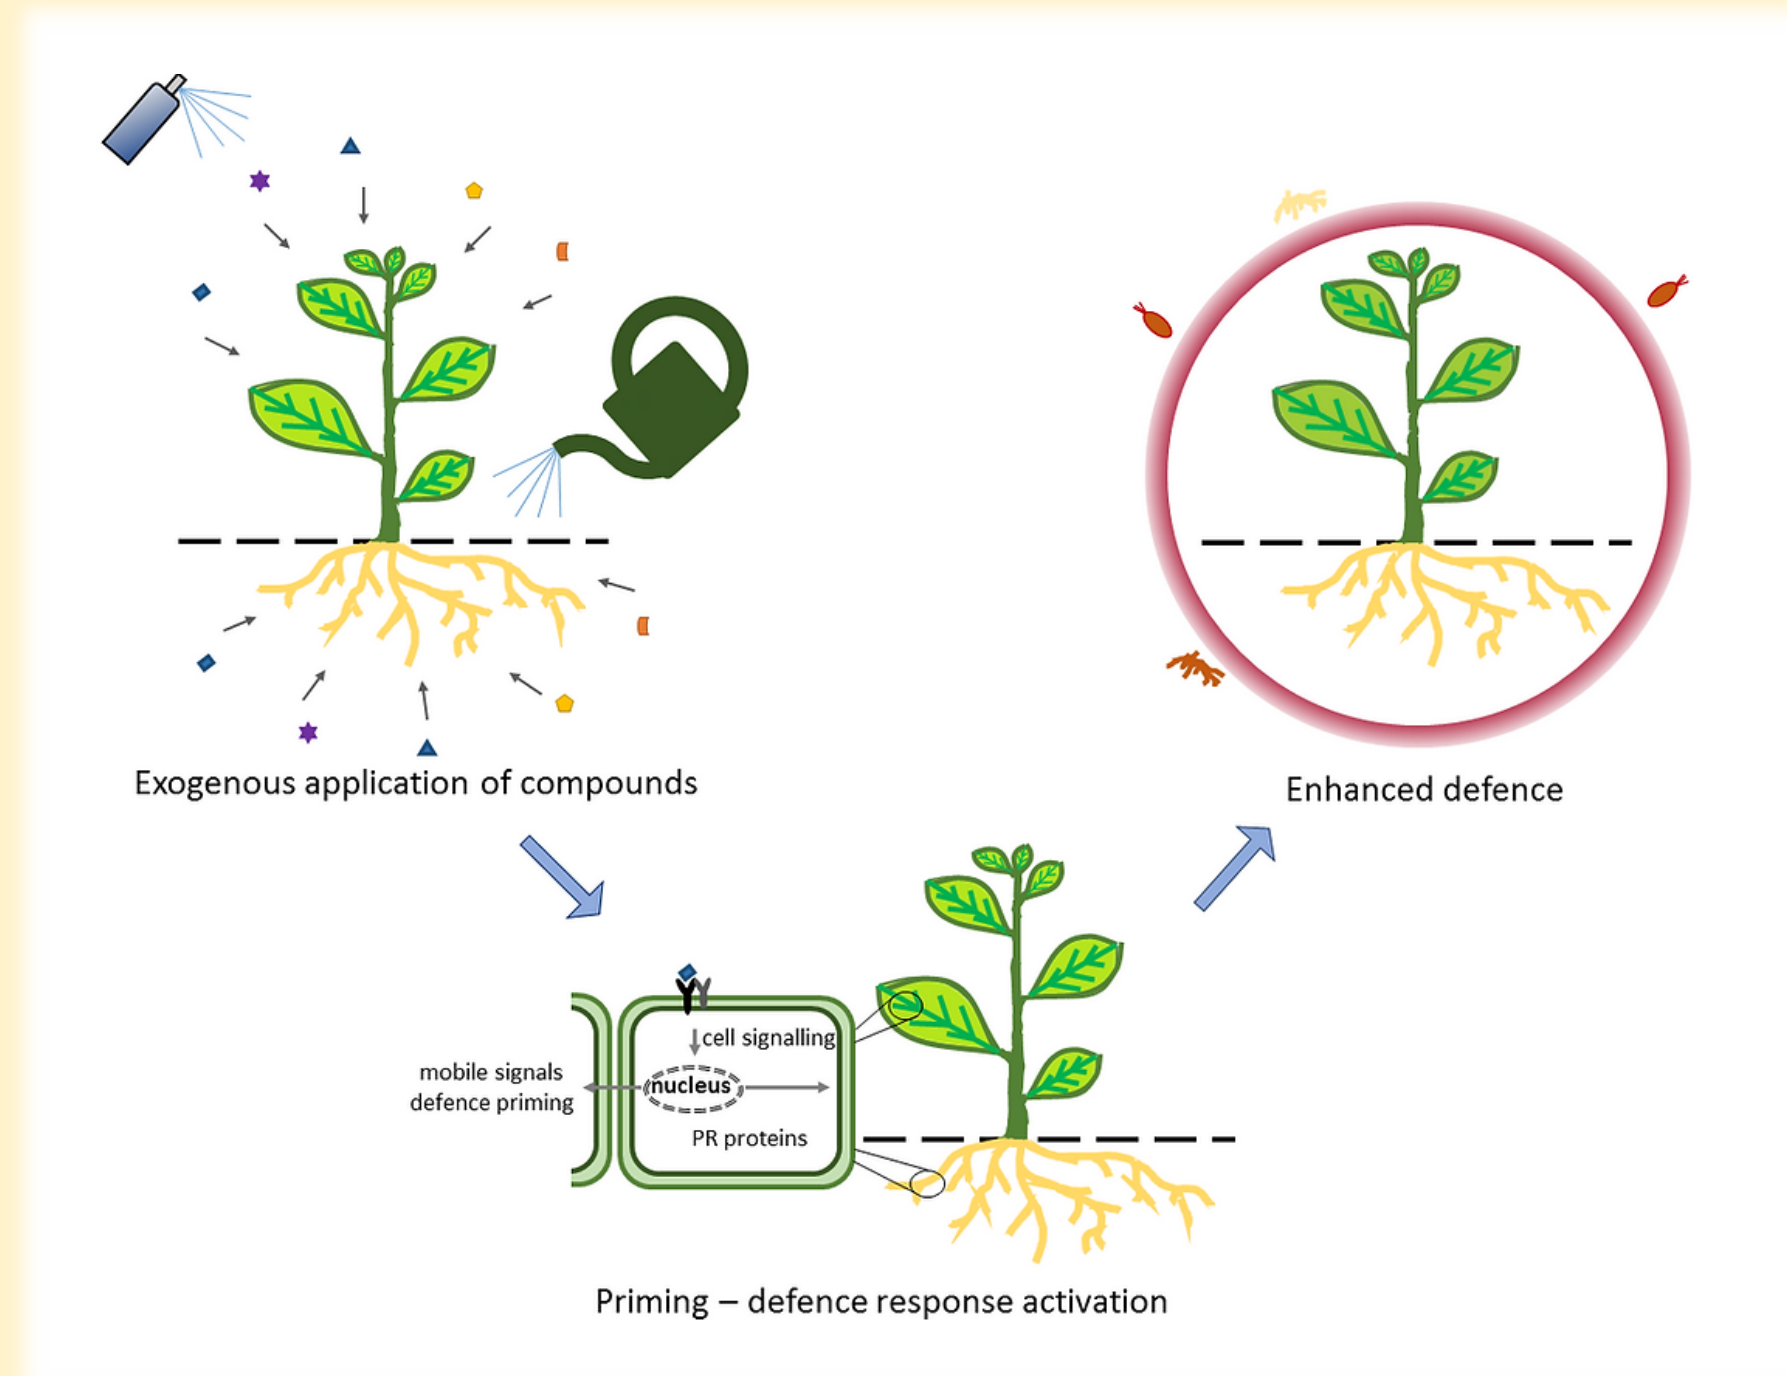 Exogenous application of compounds
Enhanced defence
cell signalling
mobile signals
defence priming
nucleus
PR proteins
Priming – defence response activation